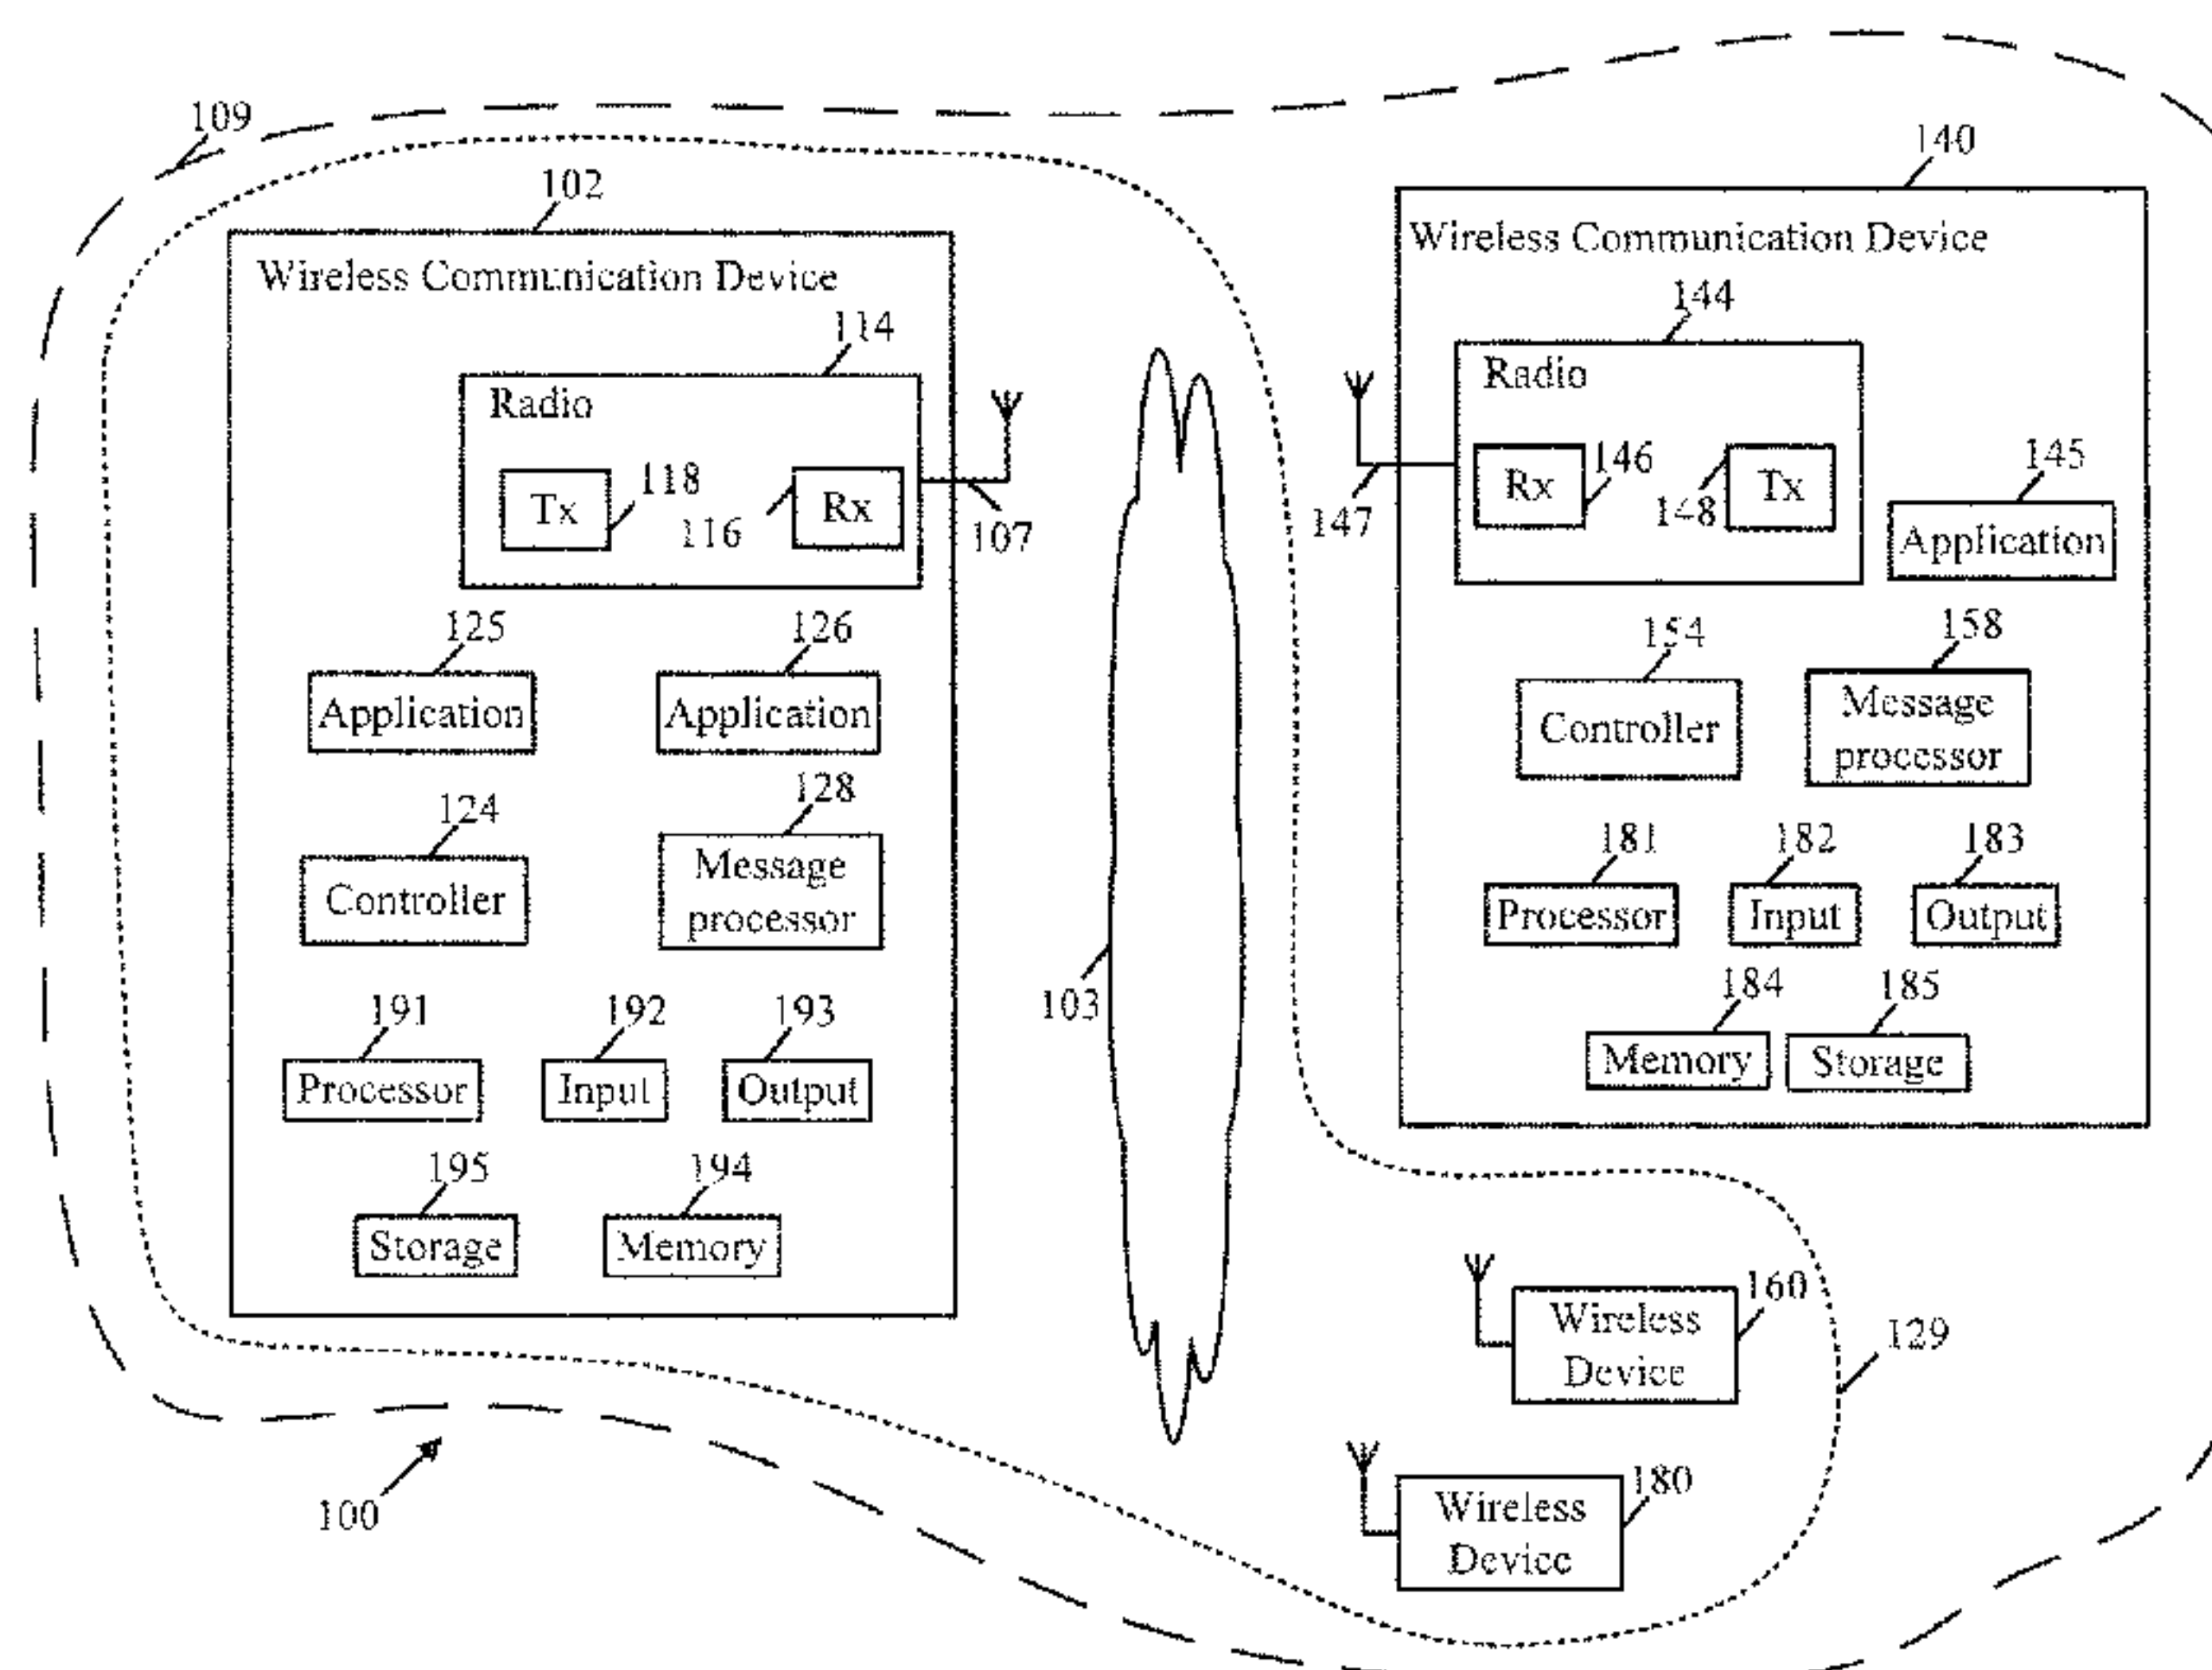 109
102
Wireless Communication Device
114
Radio
Tx
118
116
Rx
107
125
126
Application
Application
124
128
Controller
Message
processor
191
192
193
Processor
Input
Output
195
194
Storage
Memory
100
103
140
Wireless Communication Device
144
Radio
147
Rx
146
148
Tx
145
Application
154
158
Controller
Message
processor
181
182
183
Processor
Input
Output
184
185
Memory
Storage
160
Wireless
Device
129
180
Wireless
Device